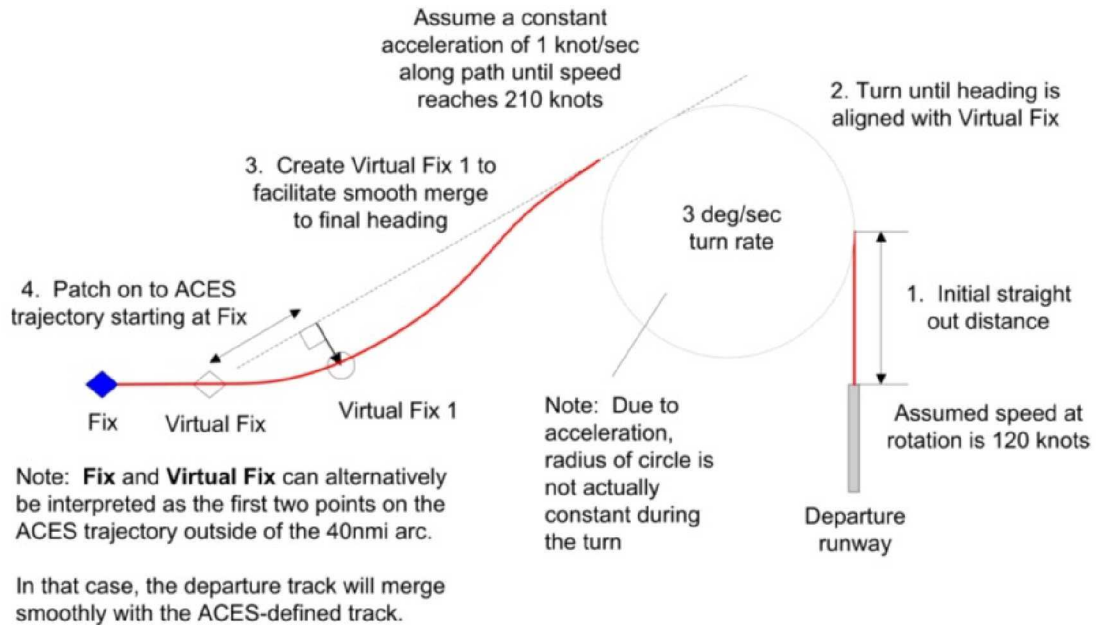 Assume a constant
acceleration of 1 knot/sec
along path until speed
reaches 210 knots
2. Turn until heading is
aligned with Virtual Fix
3. Create Virtual Fix 1 to
facilitate smooth merge
to final heading
3 deg/sec
turn rate
4. Patch on to ACES
trajectory starting at Fix
1. Initial straight
out distance
Fix
Virtual Fix
Virtual Fix 1
Note: Due to
acceleration,
radius of circle is
not actually
constant during
the turn
Assumed speed at
rotation is 120 knots
Departure
runway
Note: Fix and Virtual Fix can alternatively
be interpreted as the first two points on the
ACES trajectory outside of the 40nmi arc.
In that case, the departure track will merge
smoothly with the ACES-defined track.